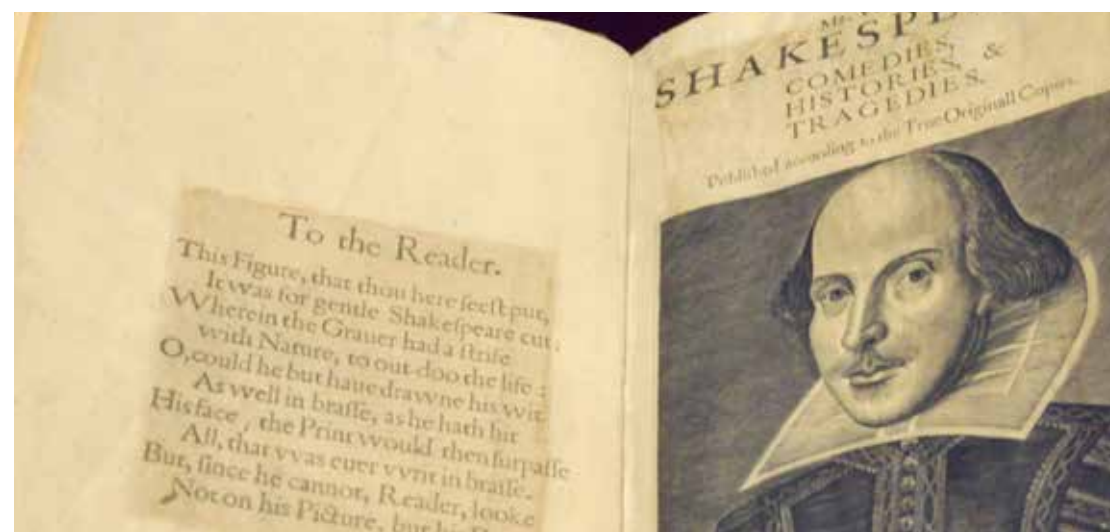 To the Reader.
This Figure, that thou here ſeeſt put,
It was for gentle Shakeſpeare cut;
Wherein the Grauer had a ſtrife
with Nature, to out-doo the life :
O, could he but haue drawne his wit
As well in braſſe, as he hath hit
His face, the Print would then ſurpaſſe
All, that vvas euer vvrit in braſſe.
But, ſince he cannot, Reader, looke
Not on his Picture, but his
SHAKESPE
COMEDIES,
HISTORIES, &
TRAGEDIES.
Publiſhed according to the True Originall Copies.